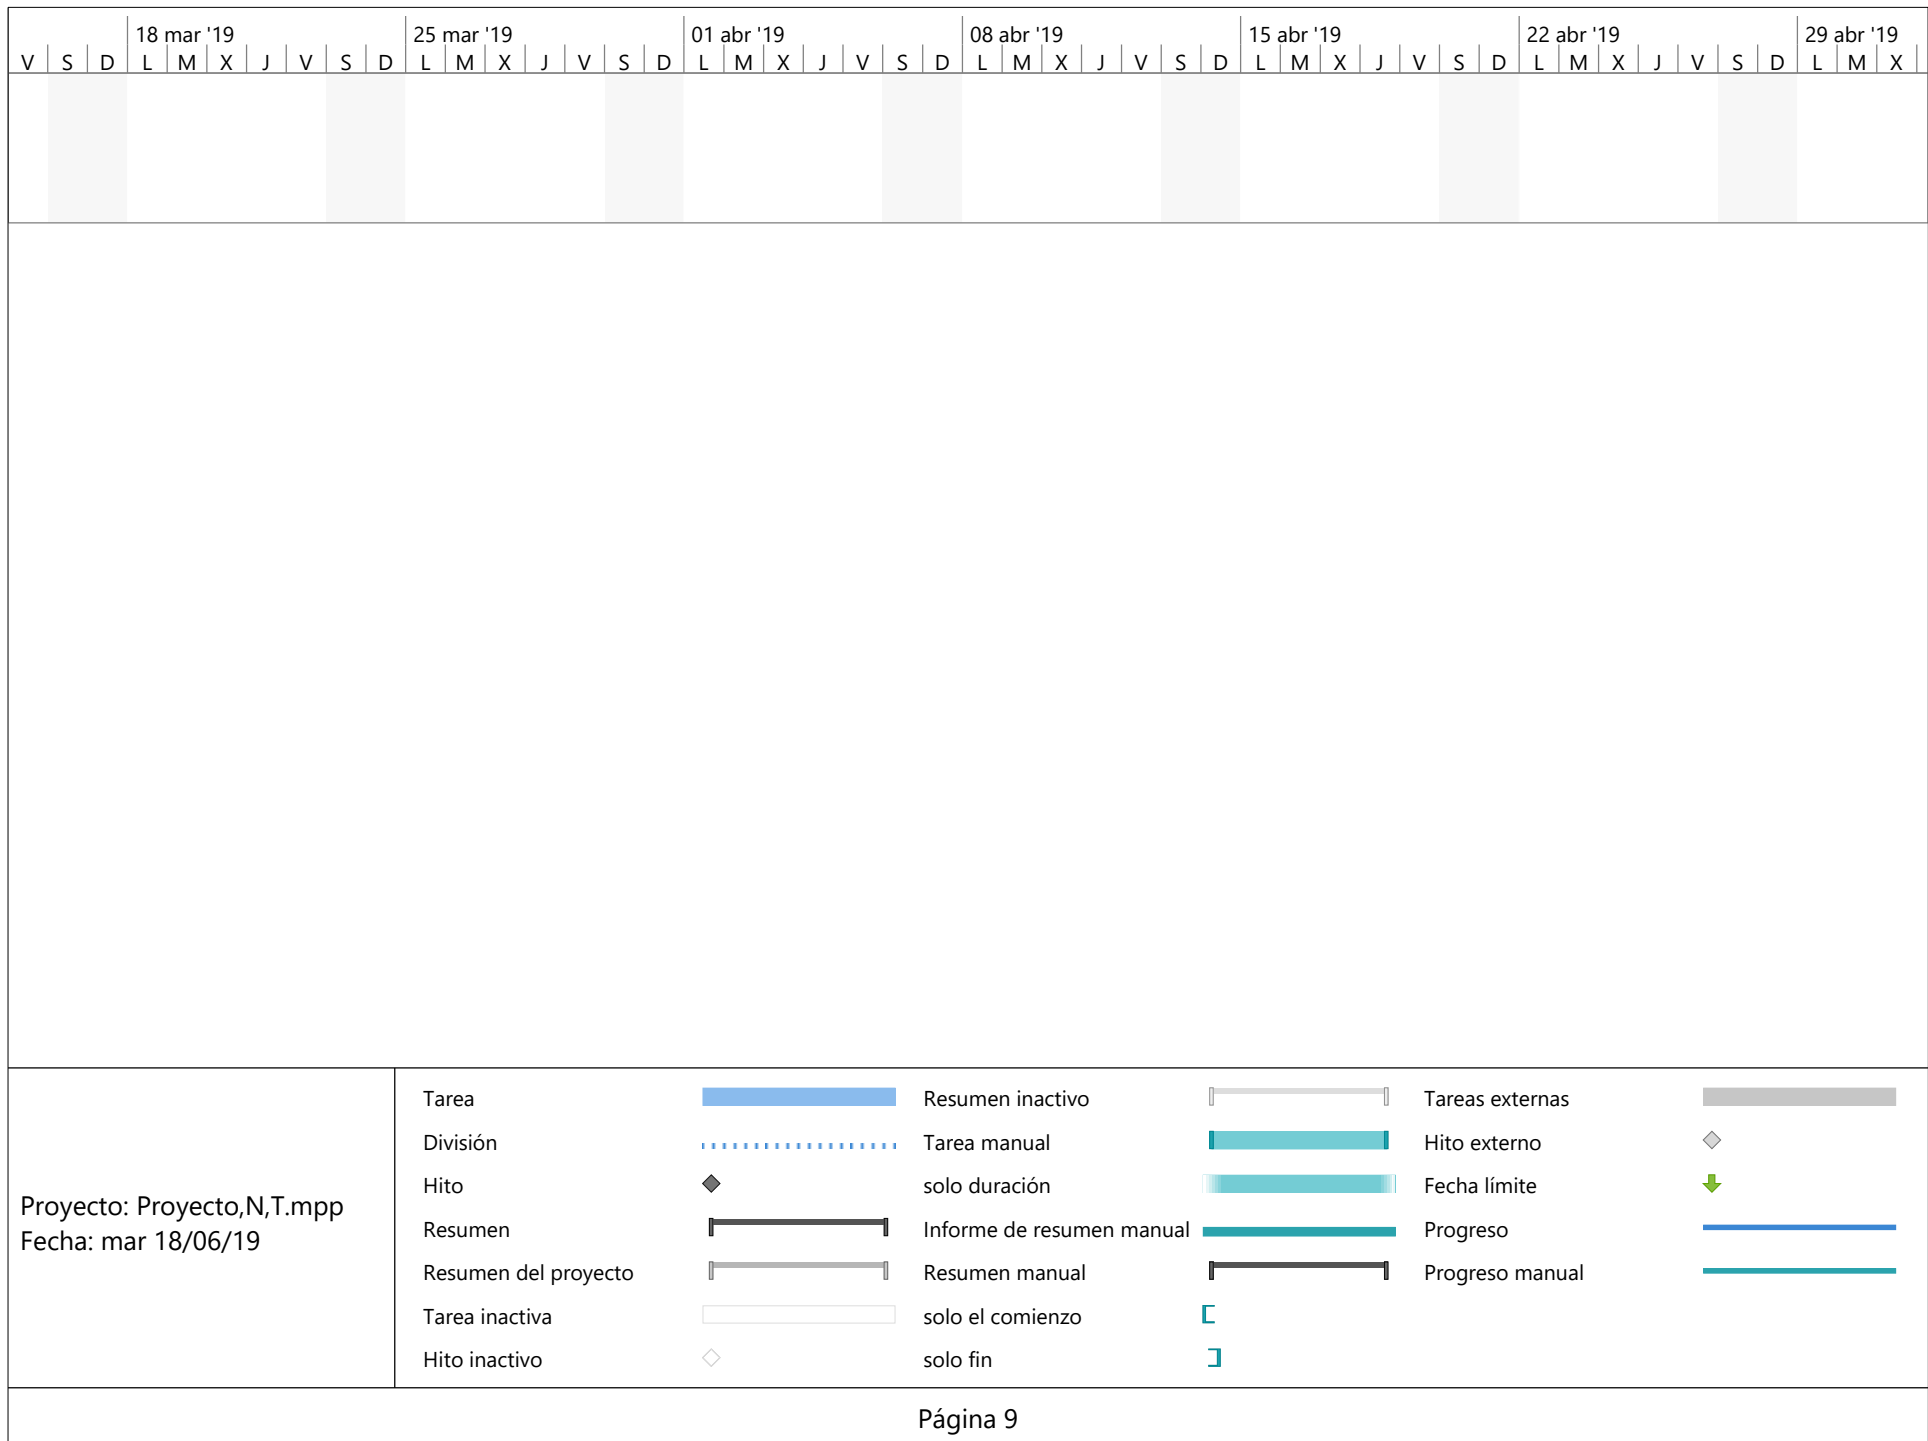 18 mar '19 25 mar '19 01 abr '19 08 abr '19 15 abr '19 22 abr '19 29 abr '19
V S D L M X J V S D L M X J V S D L M X J V S D L M X J V S D L M X J V S D L M X J V S D L M X
Proyecto: Proyecto,N,T.mpp
Fecha: mar 18/06/19
Tarea
División
Hito
Resumen
Resumen del proyecto
Tarea inactiva
Hito inactivo
Resumen inactivo
Tarea manual
solo duración
Informe de resumen manual
Resumen manual
solo el comienzo
solo fin
Tareas externas
Hito externo
Fecha límite
Progreso
Progreso manual
Página 9